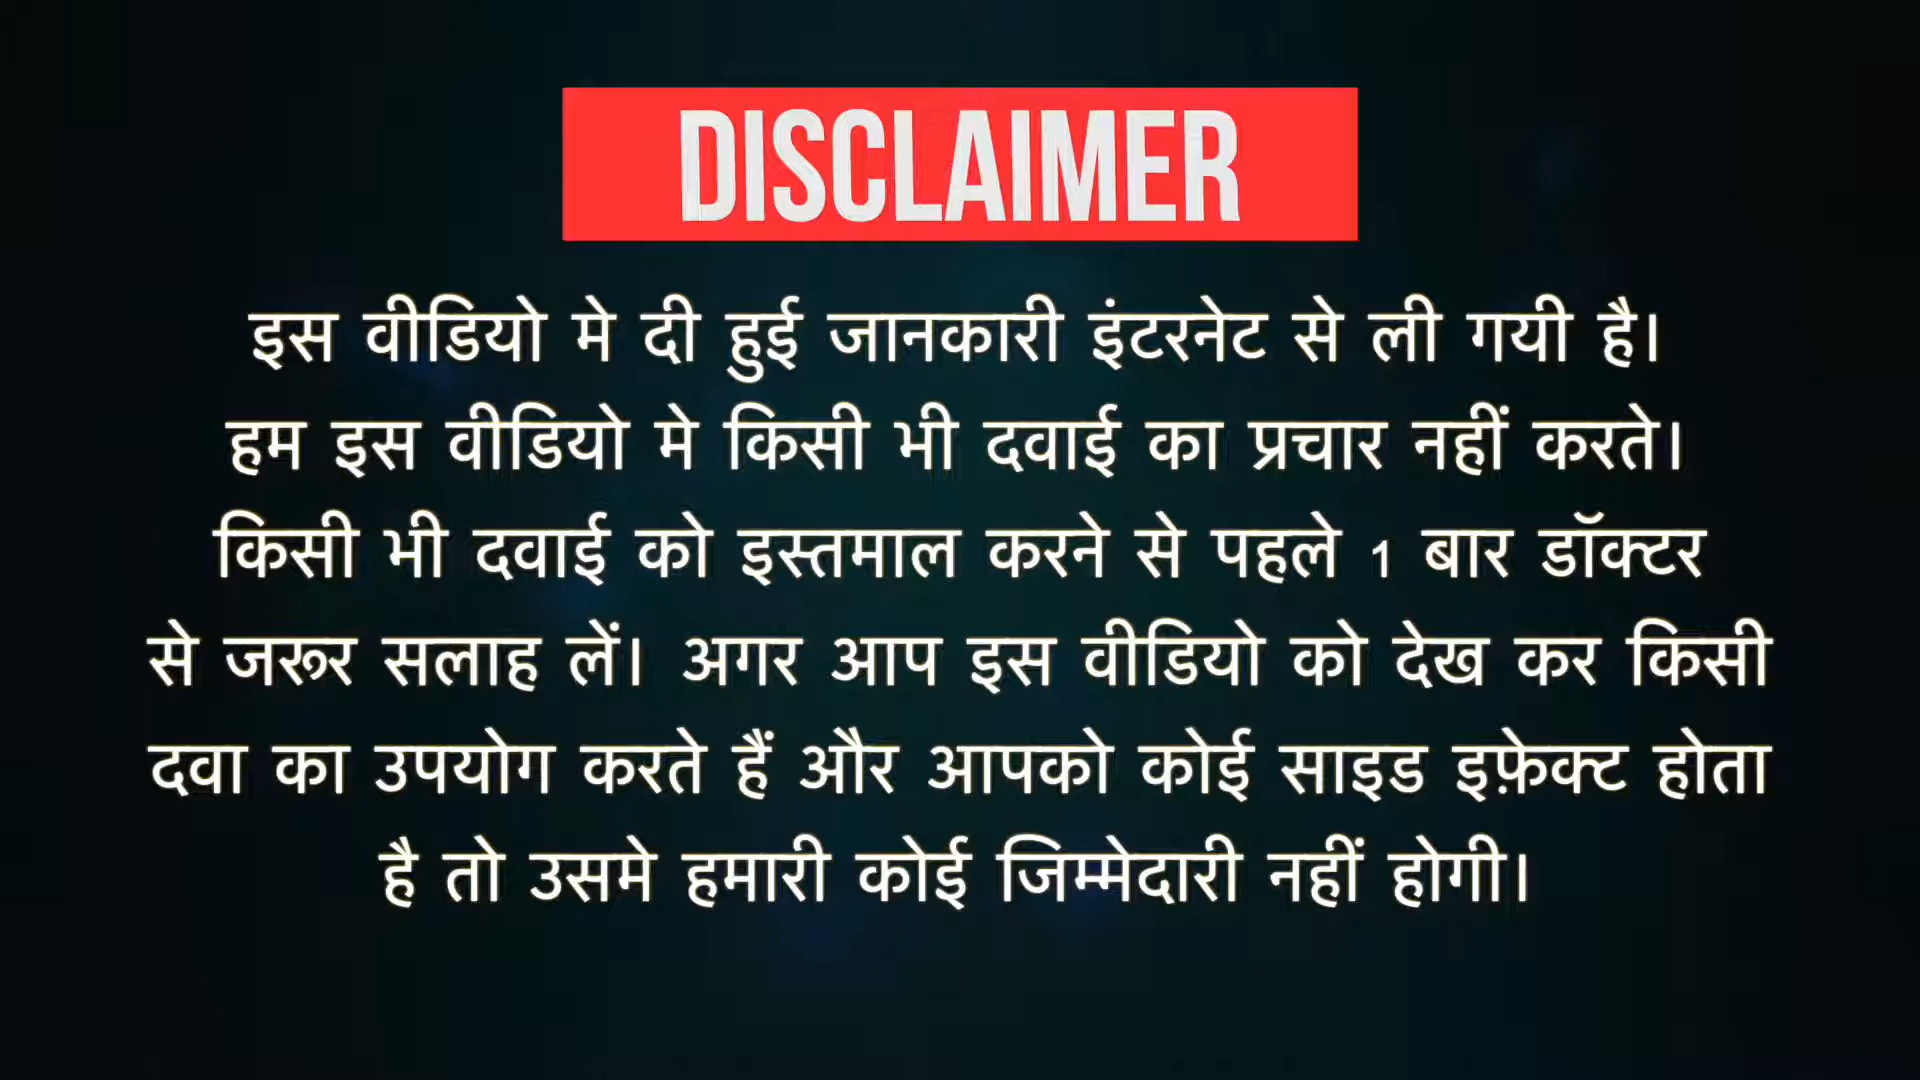 DISCLAIMER
इस वीडियो मे दी हुई जानकारी इंटरनेट से ली गयी है।
हम इस वीडियो मे किसी भी दवाई का प्रचार नहीं करते।
किसी भी दवाई को इस्तमाल करने से पहले 1 बार डॉक्टर
से जरूर सलाह लें। अगर आप इस वीडियो को देख कर किसी
दवा का उपयोग करते हैं और आपको कोई साइड इफ़ेक्ट होता
है तो उसमे हमारी कोई जिम्मेदारी नहीं होगी।